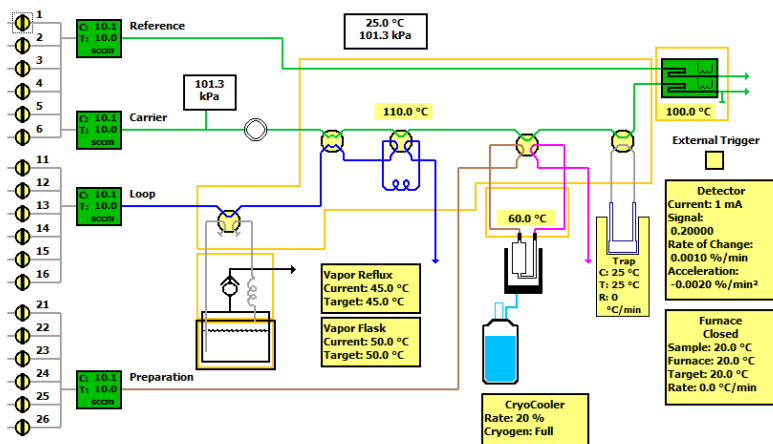 1
2
3
4
5
6
C: 10.1
T: 10.0
sccm
Reference
25.0 °C
101.3 kPa
101.3
kPa
C: 10.1
T: 10.0
sccm
Carrier
110.0 °C
100.0 °C
External Trigger
11
12
13
14
15
16
C: 10.1
T: 10.0
sccm
Loop
60.0 °C
Detector
Current: 1 mA
Signal:
0.20000
Rate of Change:
0.0010 %/min
Acceleration:
-0.0020 %/min²
Trap
C: 25 °C
T: 25 °C
R: 0
°C/min
Vapor Reflux
Current: 45.0 °C
Target: 45.0 °C
Vapor Flask
Current: 50.0 °C
Target: 50.0 °C
21
22
23
24
25
26
C: 10.1
T: 10.0
sccm
Preparation
Furnace
Closed
Sample: 20.0 °C
Furnace: 20.0 °C
Target: 20.0 °C
Rate: 0.0 °C/min
CryoCooler
Rate: 20 %
Cryogen: Full